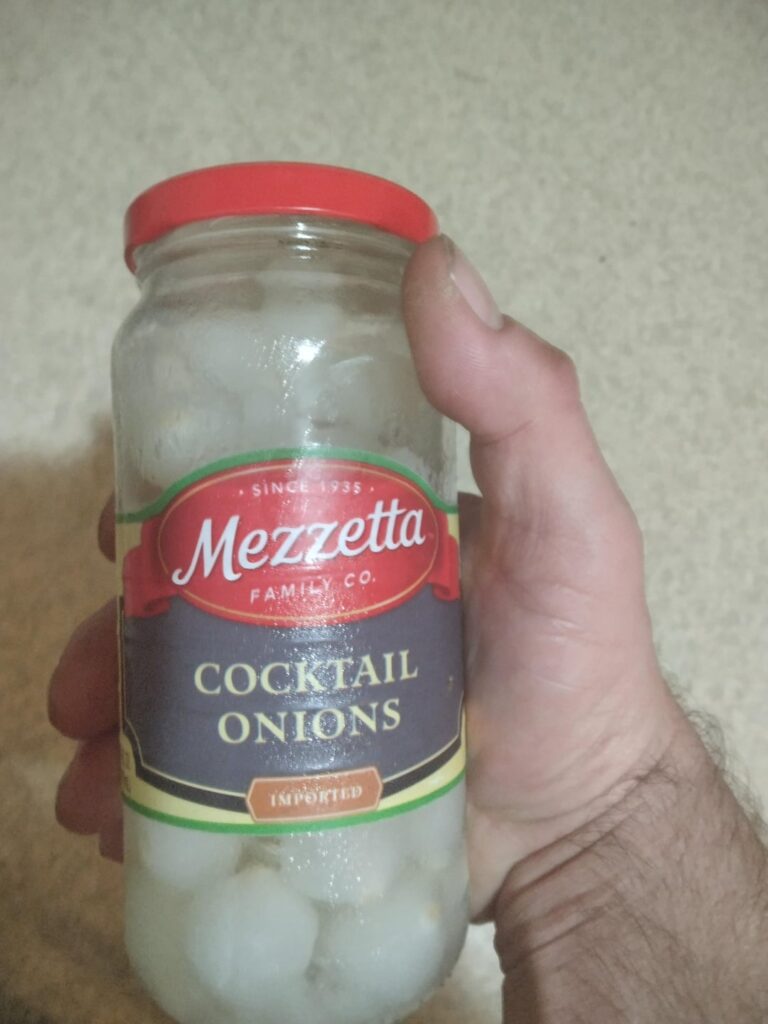 · SINCE 1935 ·
Mezzetta
FAMILY CO.
COCKTAIL
ONIONS
IMPORTED